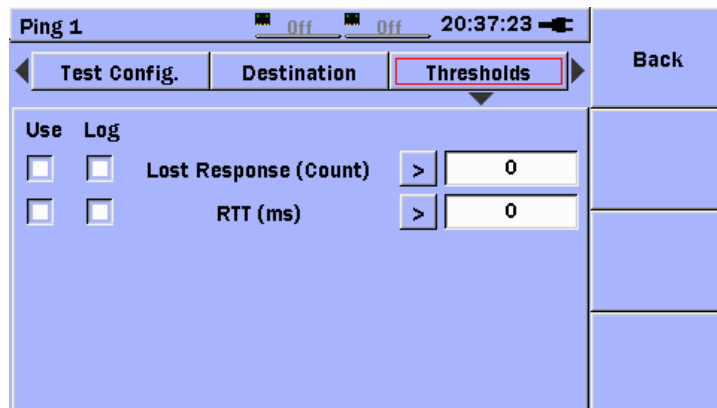 Ping 1 Off Off 20:37:23
Back
Test Config. Destination Thresholds
Use Log
Lost Response (Count) > 0
RTT (ms) > 0